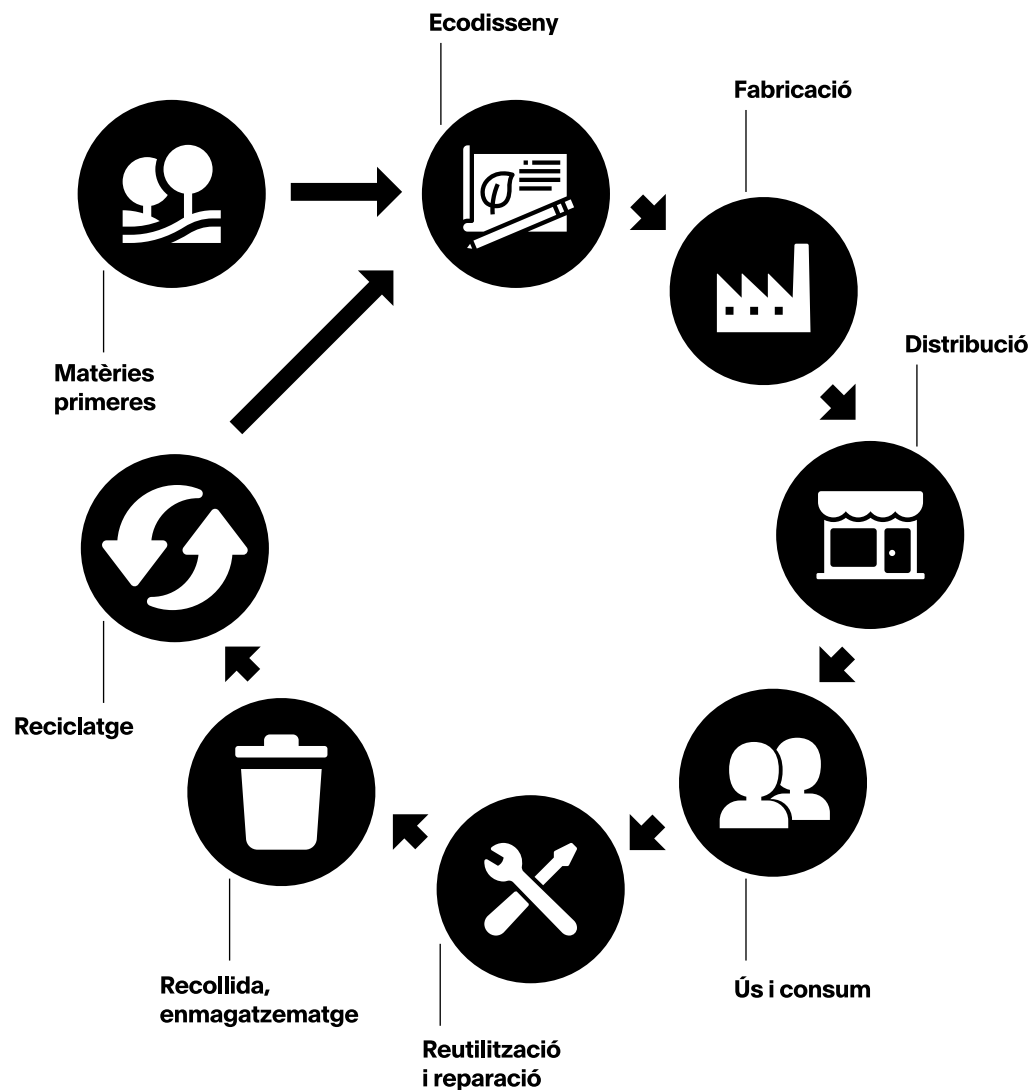 Ecodisseny
Fabricació
Distribució
Matèries
primeres
Reciclatge
Ús i consum
Recollida,
enmagatzematge
Reutilització
i reparació